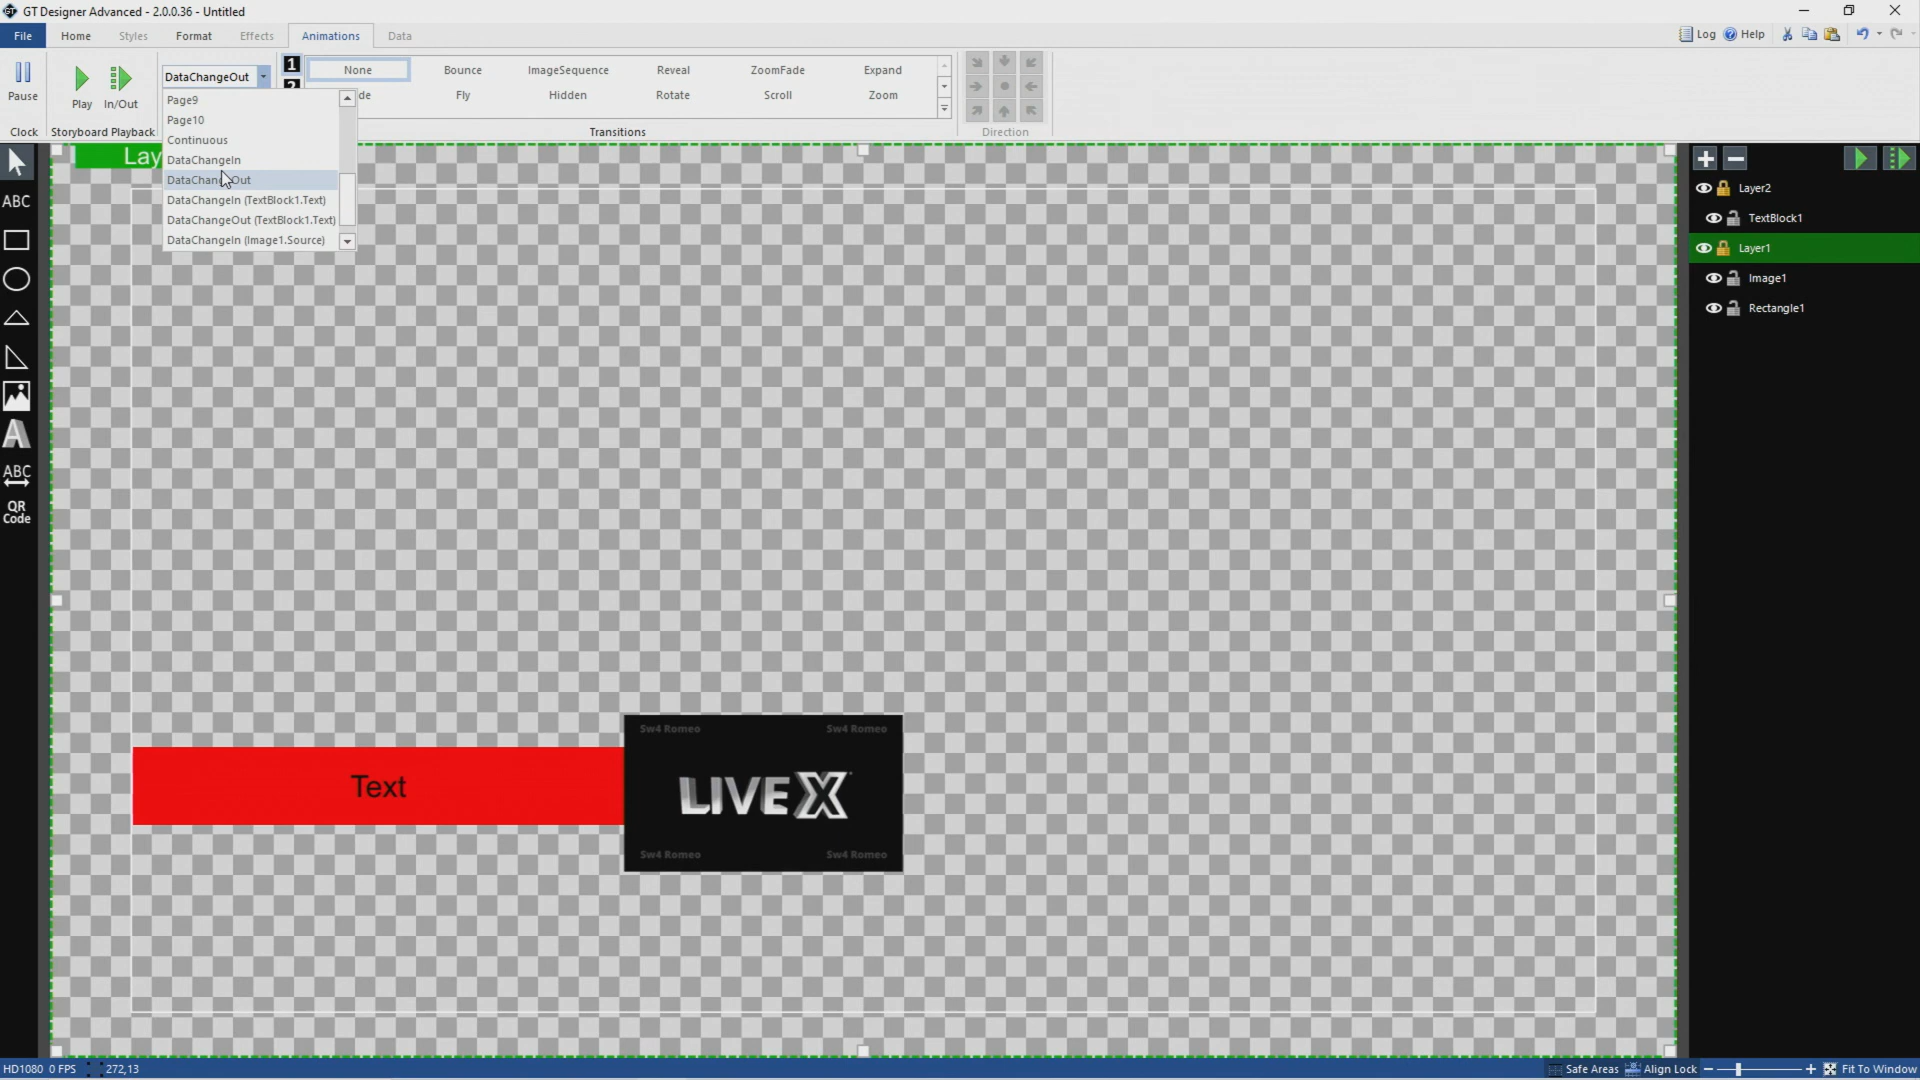 GT Designer Advanced - 2.0.0.36 - Untitled
File Home Styles Format Effects Animations Data Log Help
Pause Play In/Out DataChangeOut 1 None Bounce ImageSequence Reveal ZoomFade Expand
2 de Fly Hidden Rotate Scroll Zoom
Clock Storyboard Playback Transitions Direction
Page9
Page10
Continuous
DataChangeIn
DataChangeOut
DataChangeIn (TextBlock1.Text)
DataChangeOut (TextBlock1.Text)
DataChangeIn (Image1.Source)
Lay
ABC
ABC
QR
Code
Layer2
TextBlock1
Layer1
Image1
Rectangle1
Text
Sw4 Romeo Sw4 Romeo
LIVEX
Sw4 Romeo Sw4 Romeo
HD1080 0 FPS 272,13 Safe Areas Align Lock Fit To Window